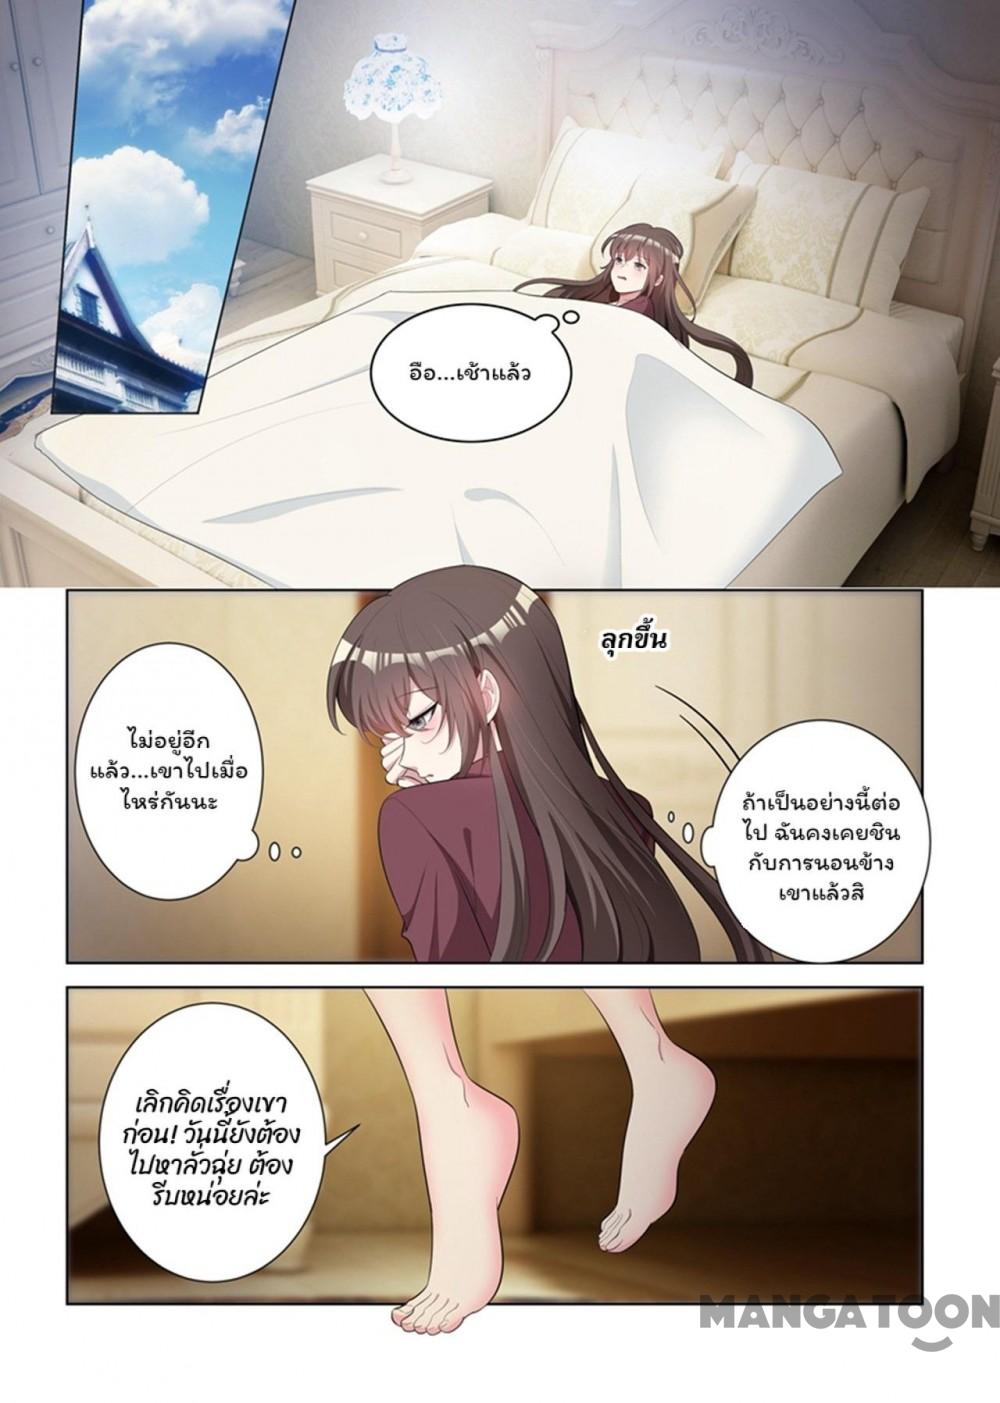 อือ...เช้าแล้ว
ลุกขึ้น
ไม่อยู่อีก
แล้ว...เขาไปเมื่อ
ไหร่กันนะ
ถ้าเป็นอย่างนี้ต่อ
ไป ฉันคงเคยชิน
กับการนอนข้าง
เขาแล้วสิ
เลิกคิดเรื่องเขา
ก่อน! วันนี้ยังต้อง
ไปหาลั่วฉุ่ย ต้อง
รีบหน่อยล่ะ
MANGATOON